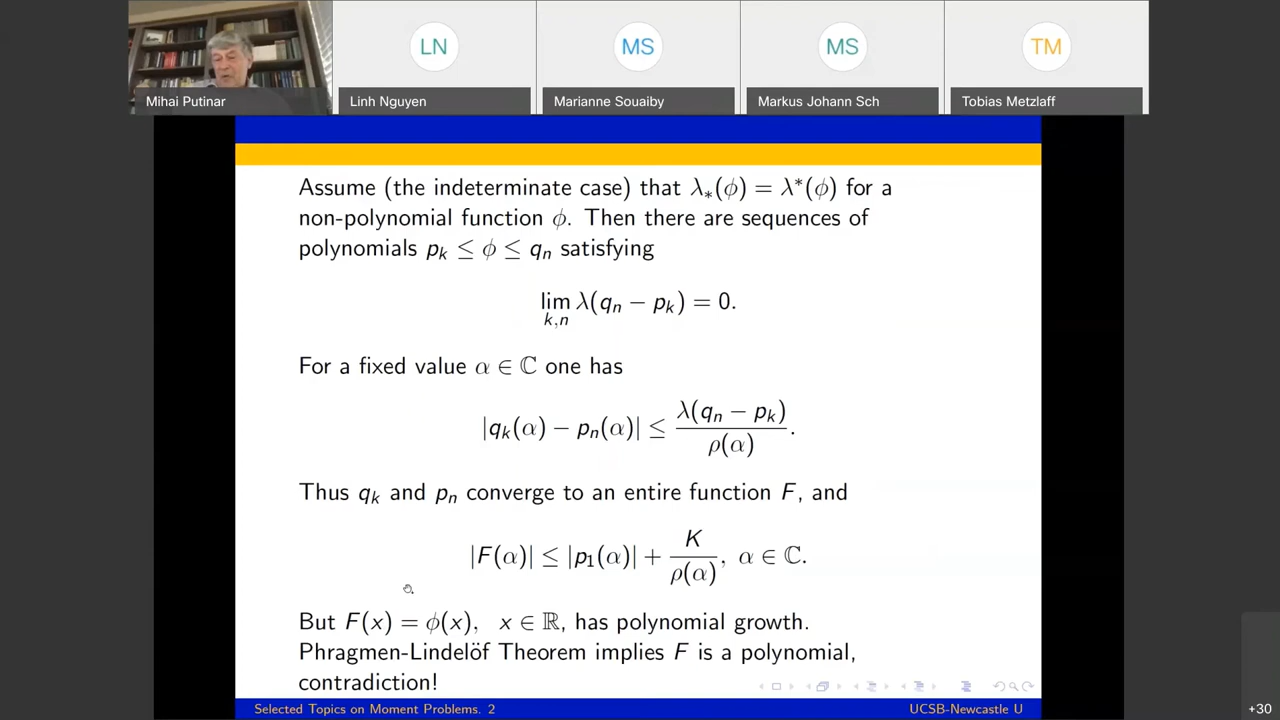 LN
MS
MS
TM
Mihai Putinar
Linh Nguyen
Marianne Souaiby
Markus Johann Sch
Tobias Metzlaff
Assume (the indeterminate case) that λ_*(ϕ) = λ^*(ϕ) for a
non-polynomial function ϕ. Then there are sequences of
polynomials p_k ≤ ϕ ≤ q_n satisfying
lim_{k,n} λ(q_n − p_k) = 0.
For a fixed value α ∈ ℂ one has
|q_k(α) − p_n(α)| ≤ λ(q_n − p_k) / ρ(α).
Thus q_k and p_n converge to an entire function F, and
|F(α)| ≤ |p_1(α)| + K / ρ(α), α ∈ ℂ.
But F(x) = ϕ(x), x ∈ ℝ, has polynomial growth.
Phragmen-Lindelöf Theorem implies F is a polynomial,
contradiction!
Selected Topics on Moment Problems. 2
UCSB-Newcastle U
+30